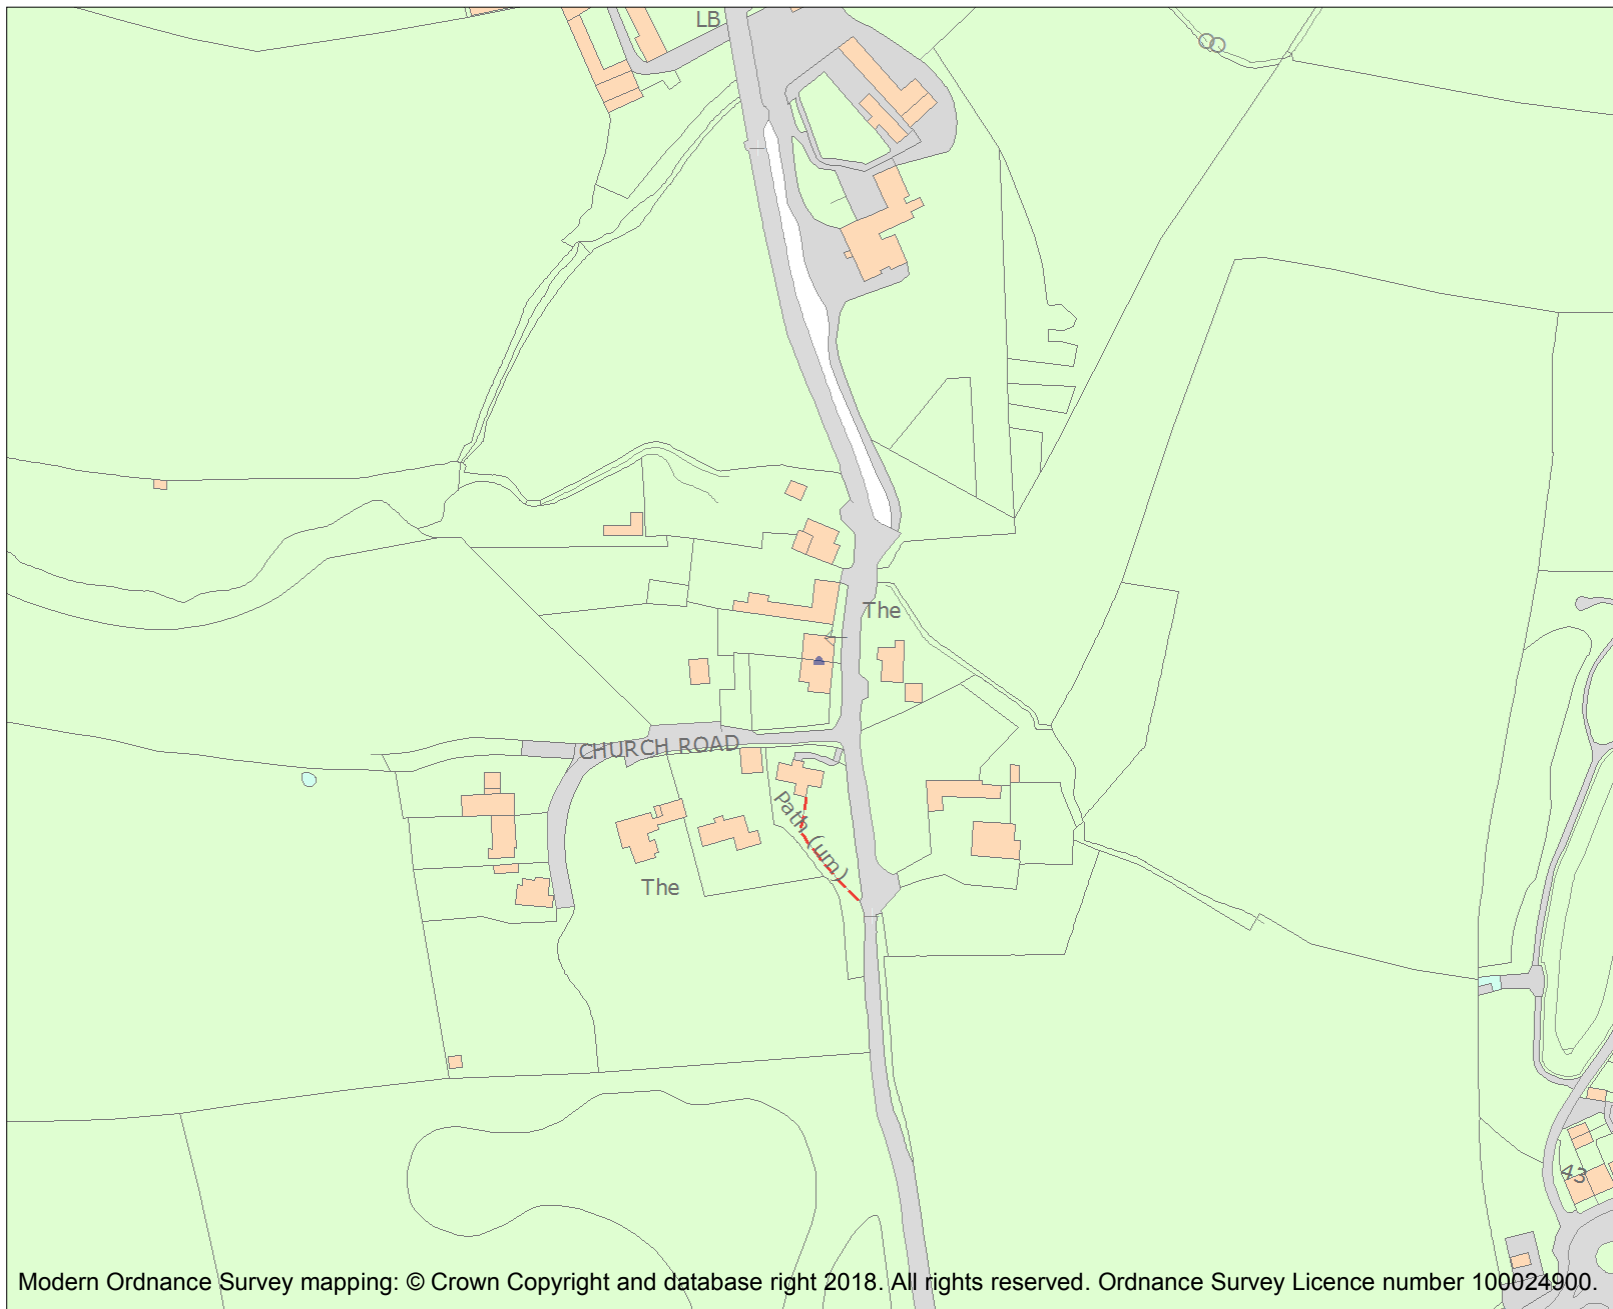 LB
The
CHURCH ROAD
Path (um)
The
43
Modern Ordnance Survey mapping: © Crown Copyright and database right 2018. All rights reserved. Ordnance Survey Licence number 100024900.